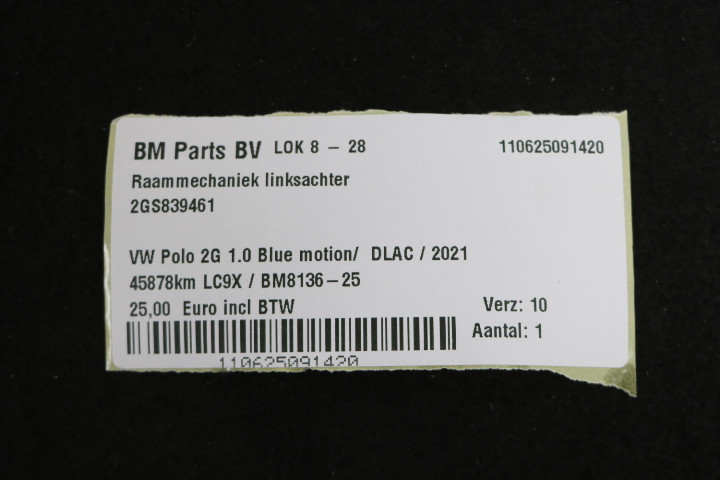 BM Parts BV LOK 8 - 28 110625091420
Raammechaniek linksachter
2GS839461
VW Polo 2G 1.0 Blue motion/ DLAC / 2021
45878km LC9X / BM8136-25
25,00 Euro incl BTW Verz: 10
Aantal: 1
110625091420